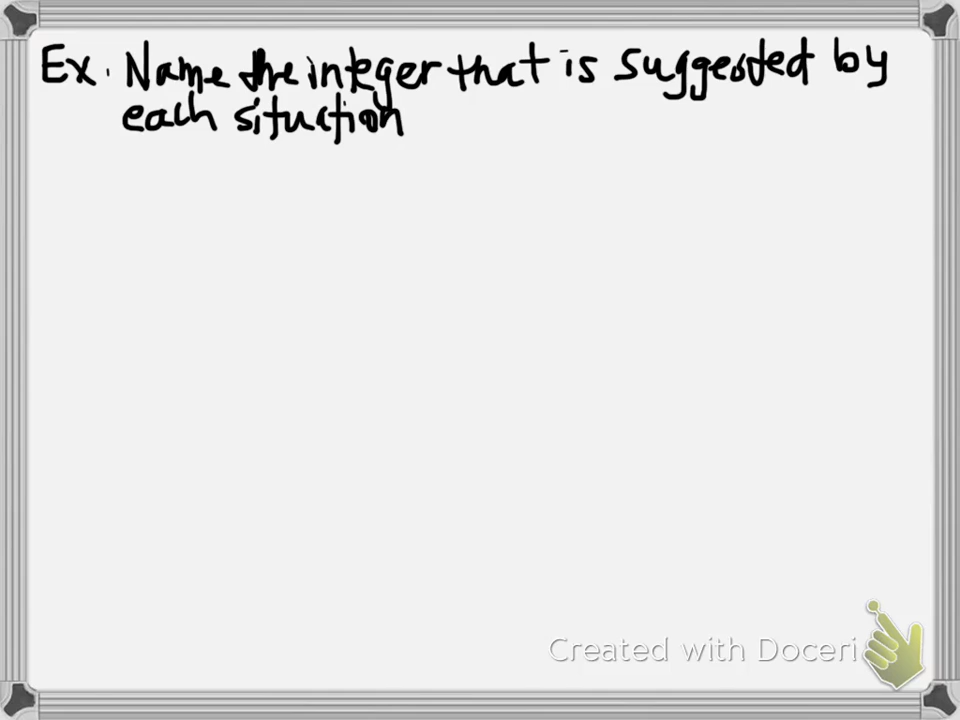 Ex. Name the integer that is suggested by
each situation
Created with Doceri